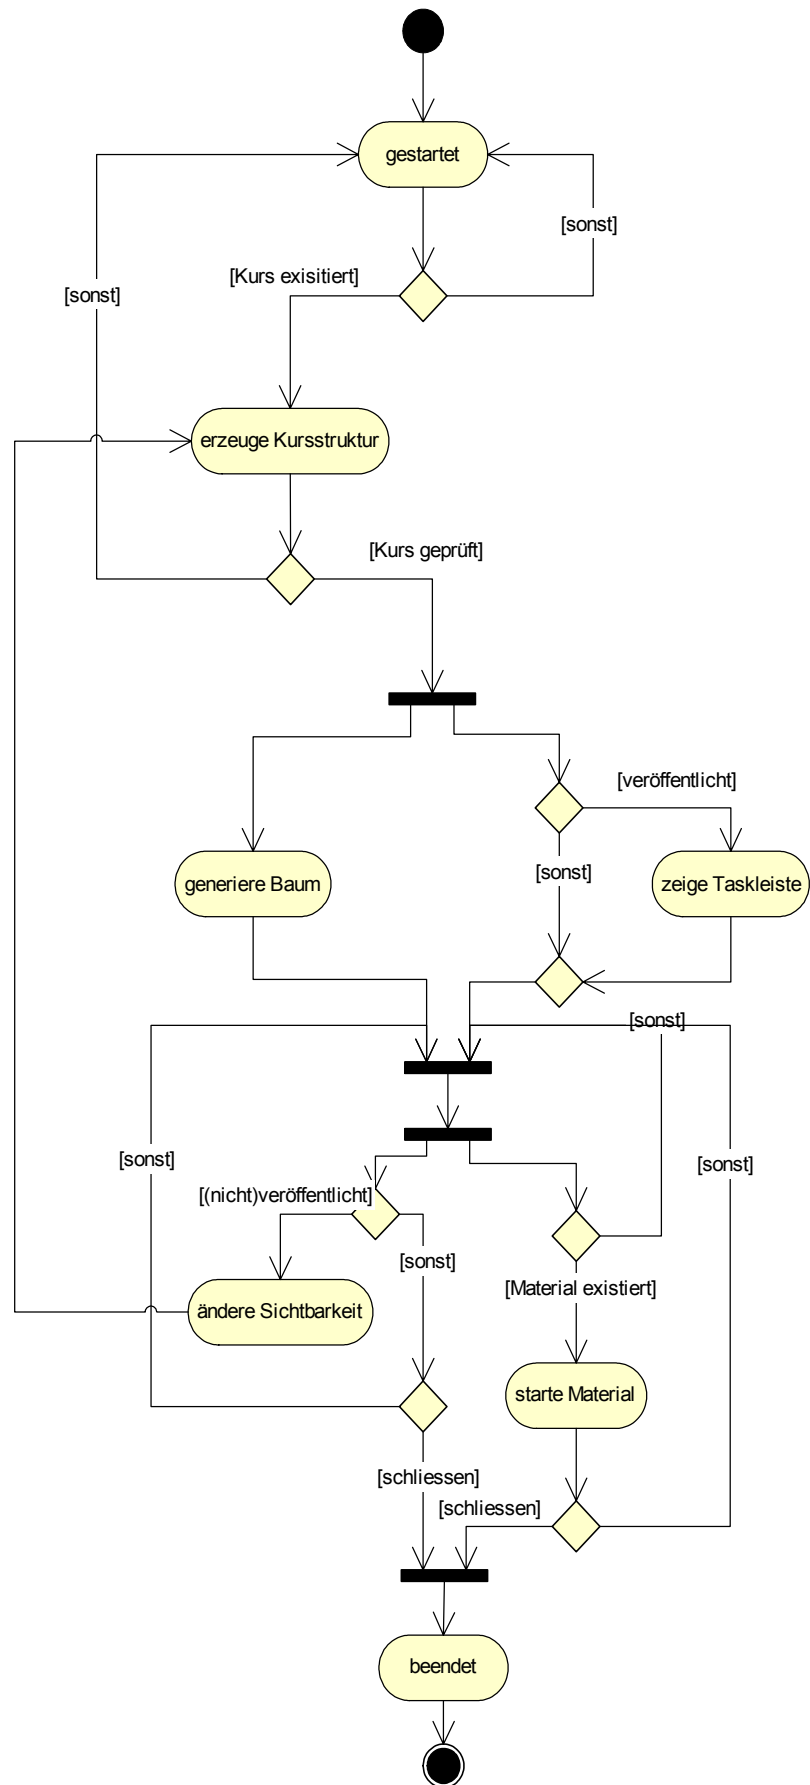 gestartet
[sonst]
[Kurs exisitiert]
[sonst]
erzeuge Kursstruktur
[Kurs geprüft]
[veröffentlicht]
[sonst]
generiere Baum
zeige Taskleiste
[sonst]
[sonst]
[sonst]
[(nicht)veröffentlicht]
[sonst]
[Material existiert]
ändere Sichtbarkeit
starte Material
[schliessen]
[schliessen]
beendet